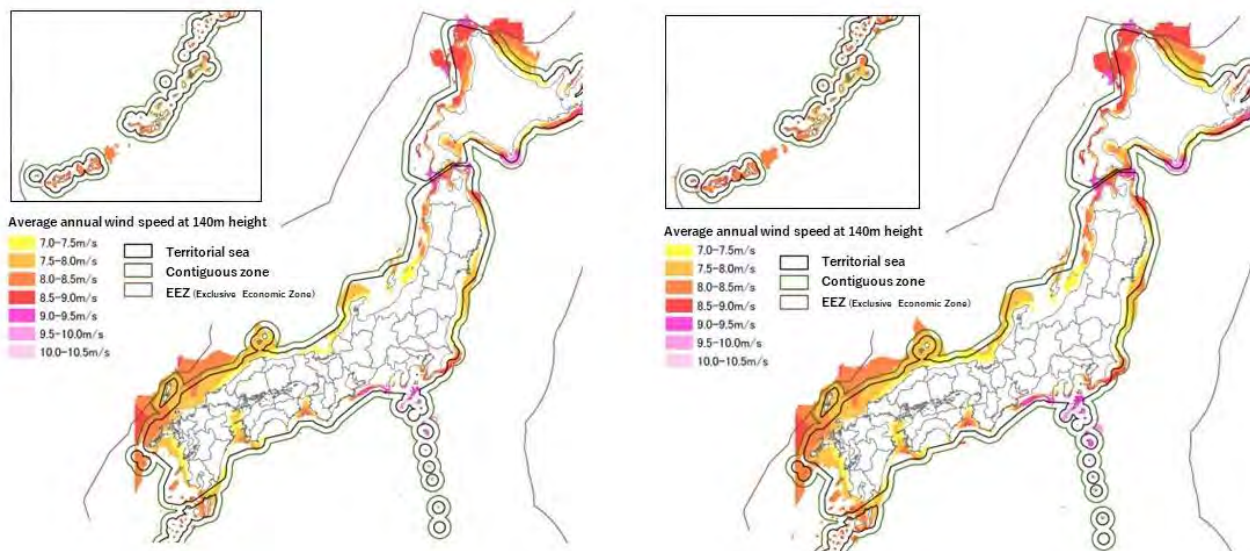 Average annual wind speed at 140m height
7.0-7.5m/s
7.5-8.0m/s
8.0-8.5m/s
8.5-9.0m/s
9.0-9.5m/s
9.5-10.0m/s
10.0-10.5m/s
Territorial sea
Contiguous zone
EEZ (Exclusive Economic Zone)
Average annual wind speed at 140m height
7.0-7.5m/s
7.5-8.0m/s
8.0-8.5m/s
8.5-9.0m/s
9.0-9.5m/s
9.5-10.0m/s
10.0-10.5m/s
Territorial sea
Contiguous zone
EEZ (Exclusive Economic Zone)